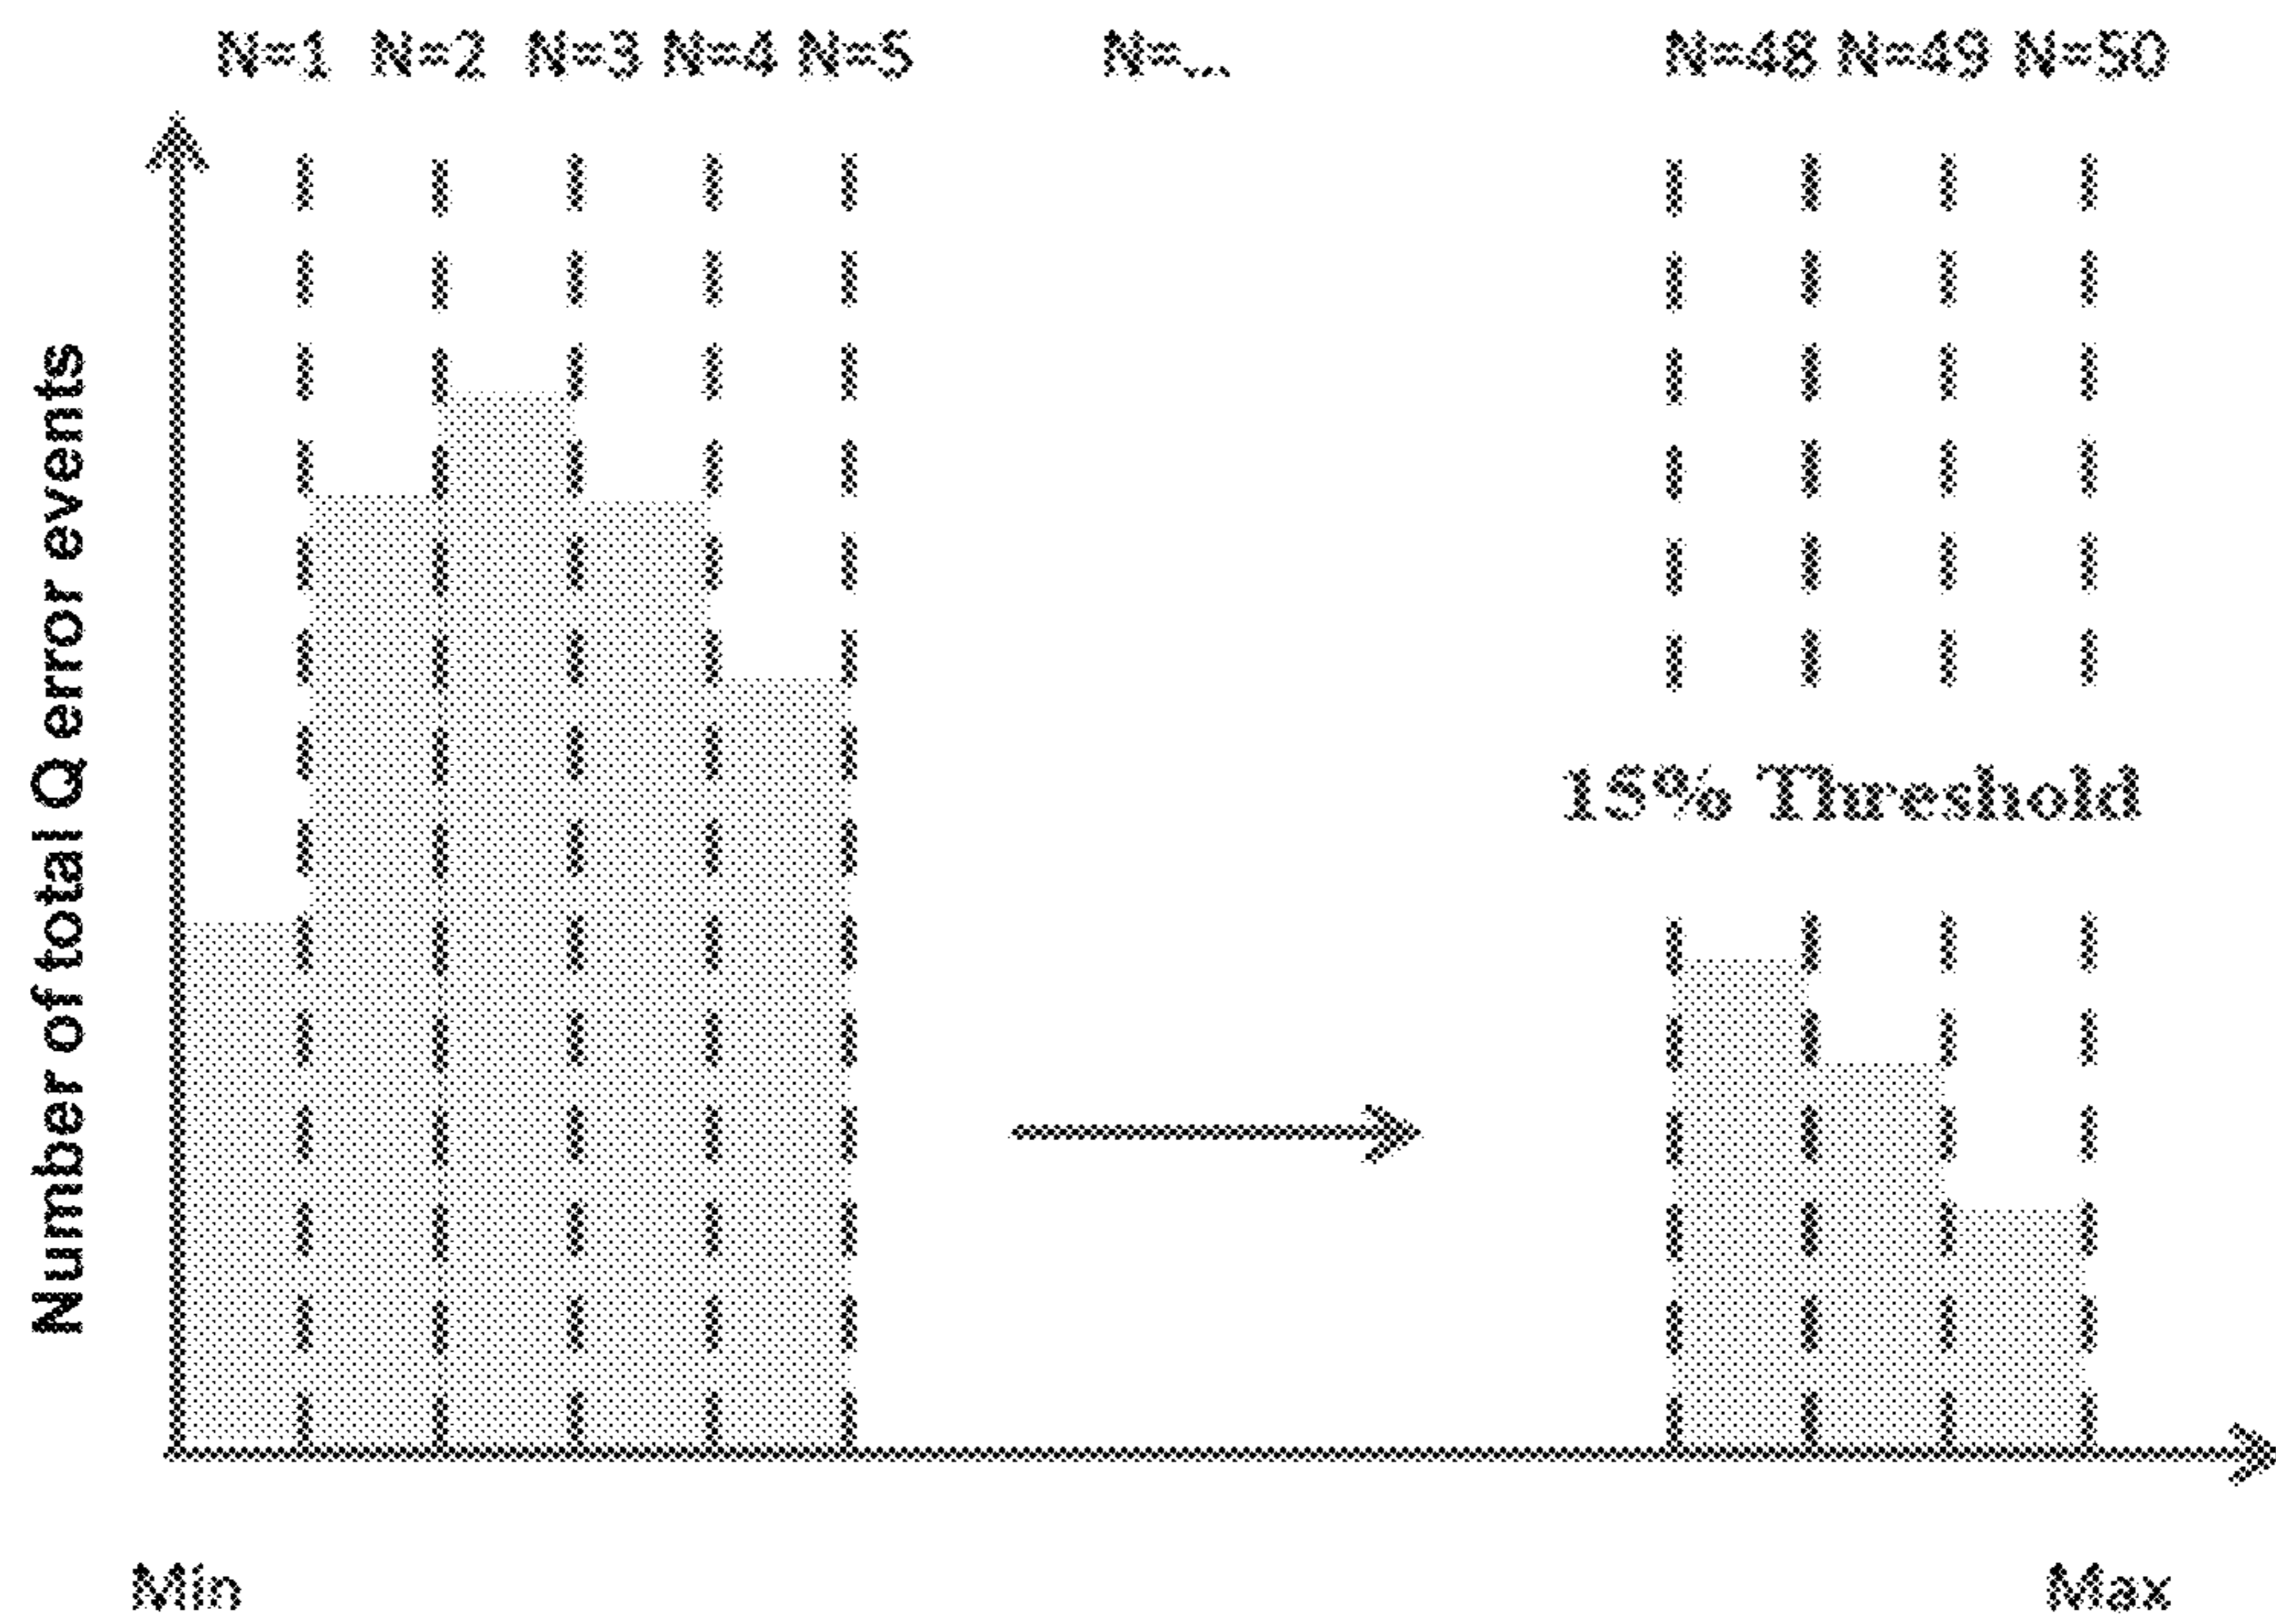 N=1 N=2 N=3 N=4 N=5 N=... N=48 N=49 N=50
Number of total Q error events
15% Threshold
Min Max